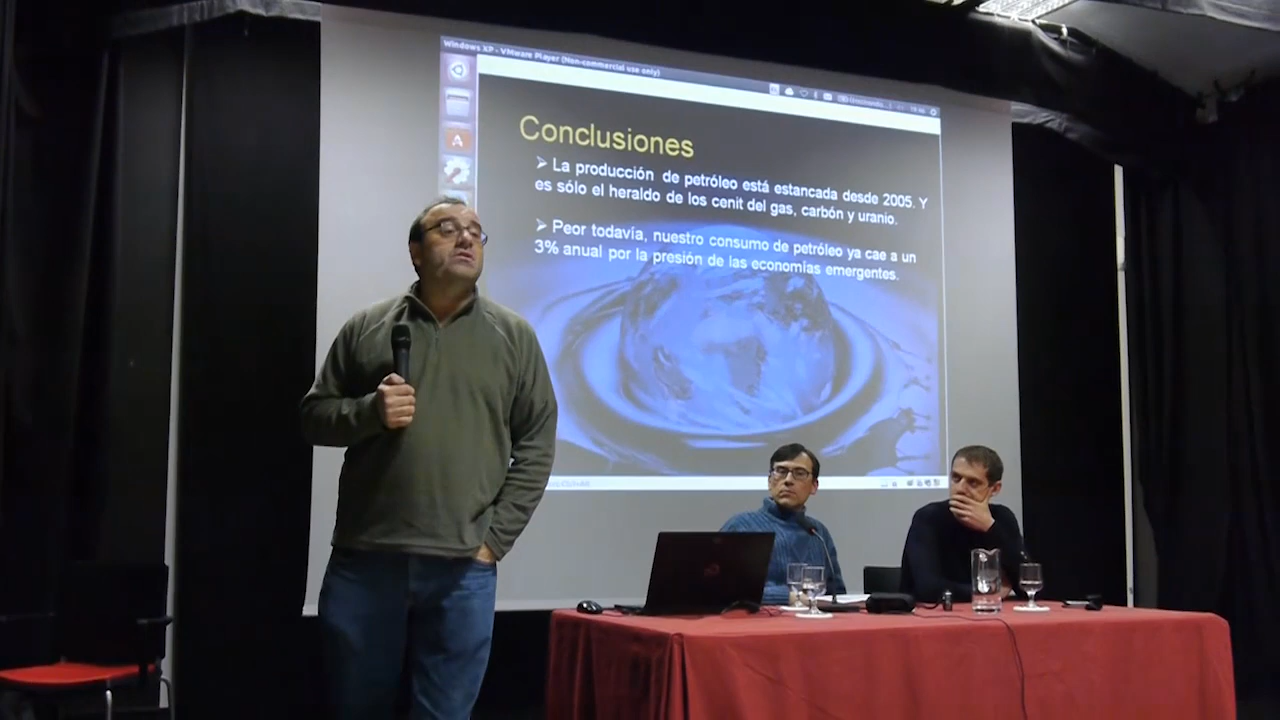 Windows XP - VMware Player (Non-commercial use only)
Conclusiones
➢ La producción de petróleo está estancada desde 2005. Y
es sólo el heraldo de los cenit del gas, carbón y uranio.
➢ Peor todavía, nuestro consumo de petróleo ya cae a un
3% anual por la presión de las economías emergentes.